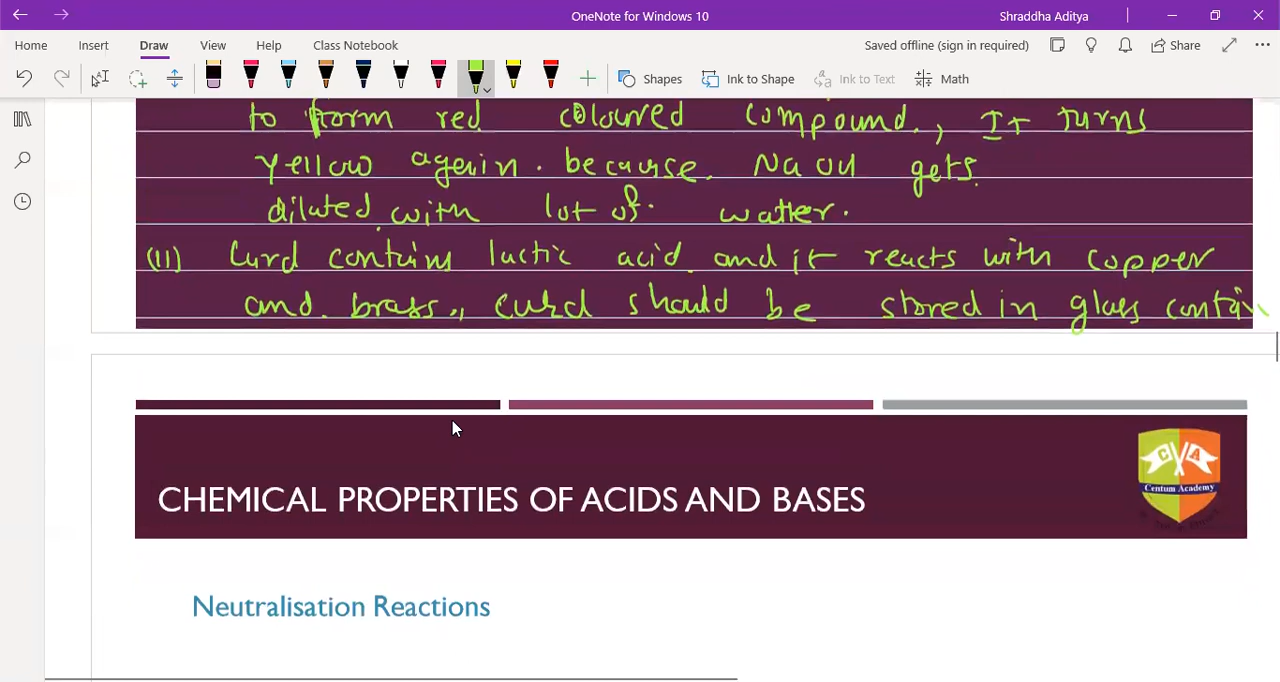 OneNote for Windows 10
Shraddha Aditya
Home Insert Draw View Help Class Notebook
Saved offline (sign in required) Share
Shapes Ink to Shape Ink to Text Math
to form red coloured compound., It turns
yellow again. because. NaOH gets.
diluted with lot of. watter.
(11) Curd contains lactic acid. and it reacts with copper
and. brass., curd should be stored in glass contain
CHEMICAL PROPERTIES OF ACIDS AND BASES
C A
Centum Academy
Neutralisation Reactions